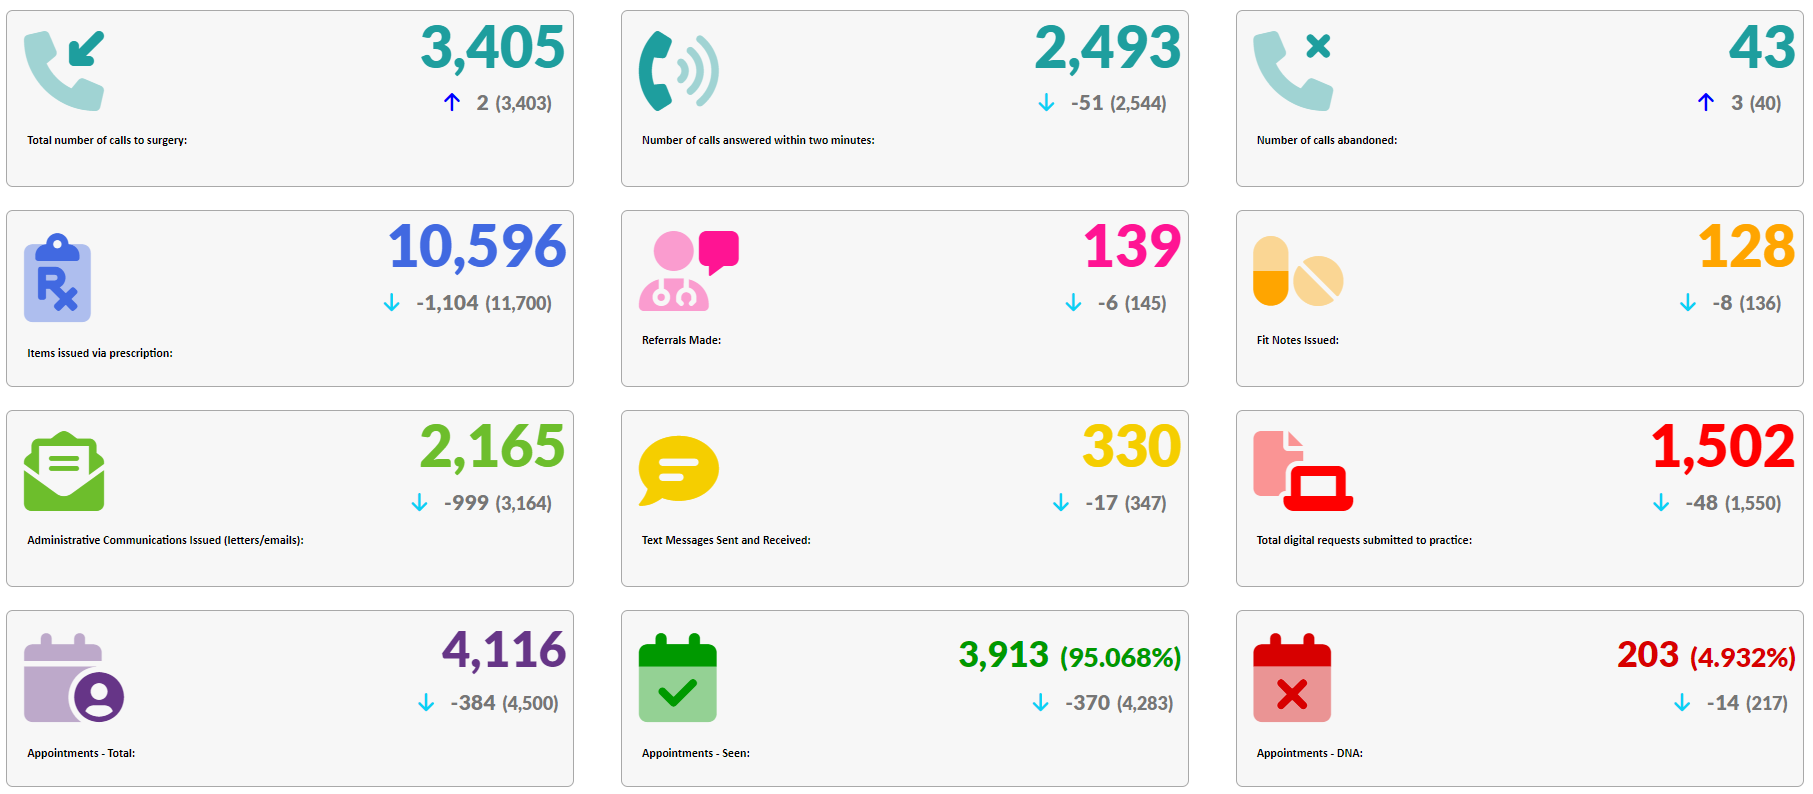 3,405
2 (3,403)
Total number of calls to surgery:
2,493
-51 (2,544)
Number of calls answered within two minutes:
43
3 (40)
Number of calls abandoned:
10,596
-1,104 (11,700)
Rx
Items issued via prescription:
139
-6 (145)
Referrals Made:
128
-8 (136)
Fit Notes Issued:
2,165
-999 (3,164)
Administrative Communications Issued (letters/emails):
330
-17 (347)
Text Messages Sent and Received:
1,502
-48 (1,550)
Total digital requests submitted to practice:
4,116
-384 (4,500)
Appointments - Total:
3,913 (95.068%)
-370 (4,283)
Appointments - Seen:
203 (4.932%)
-14 (217)
Appointments - DNA: